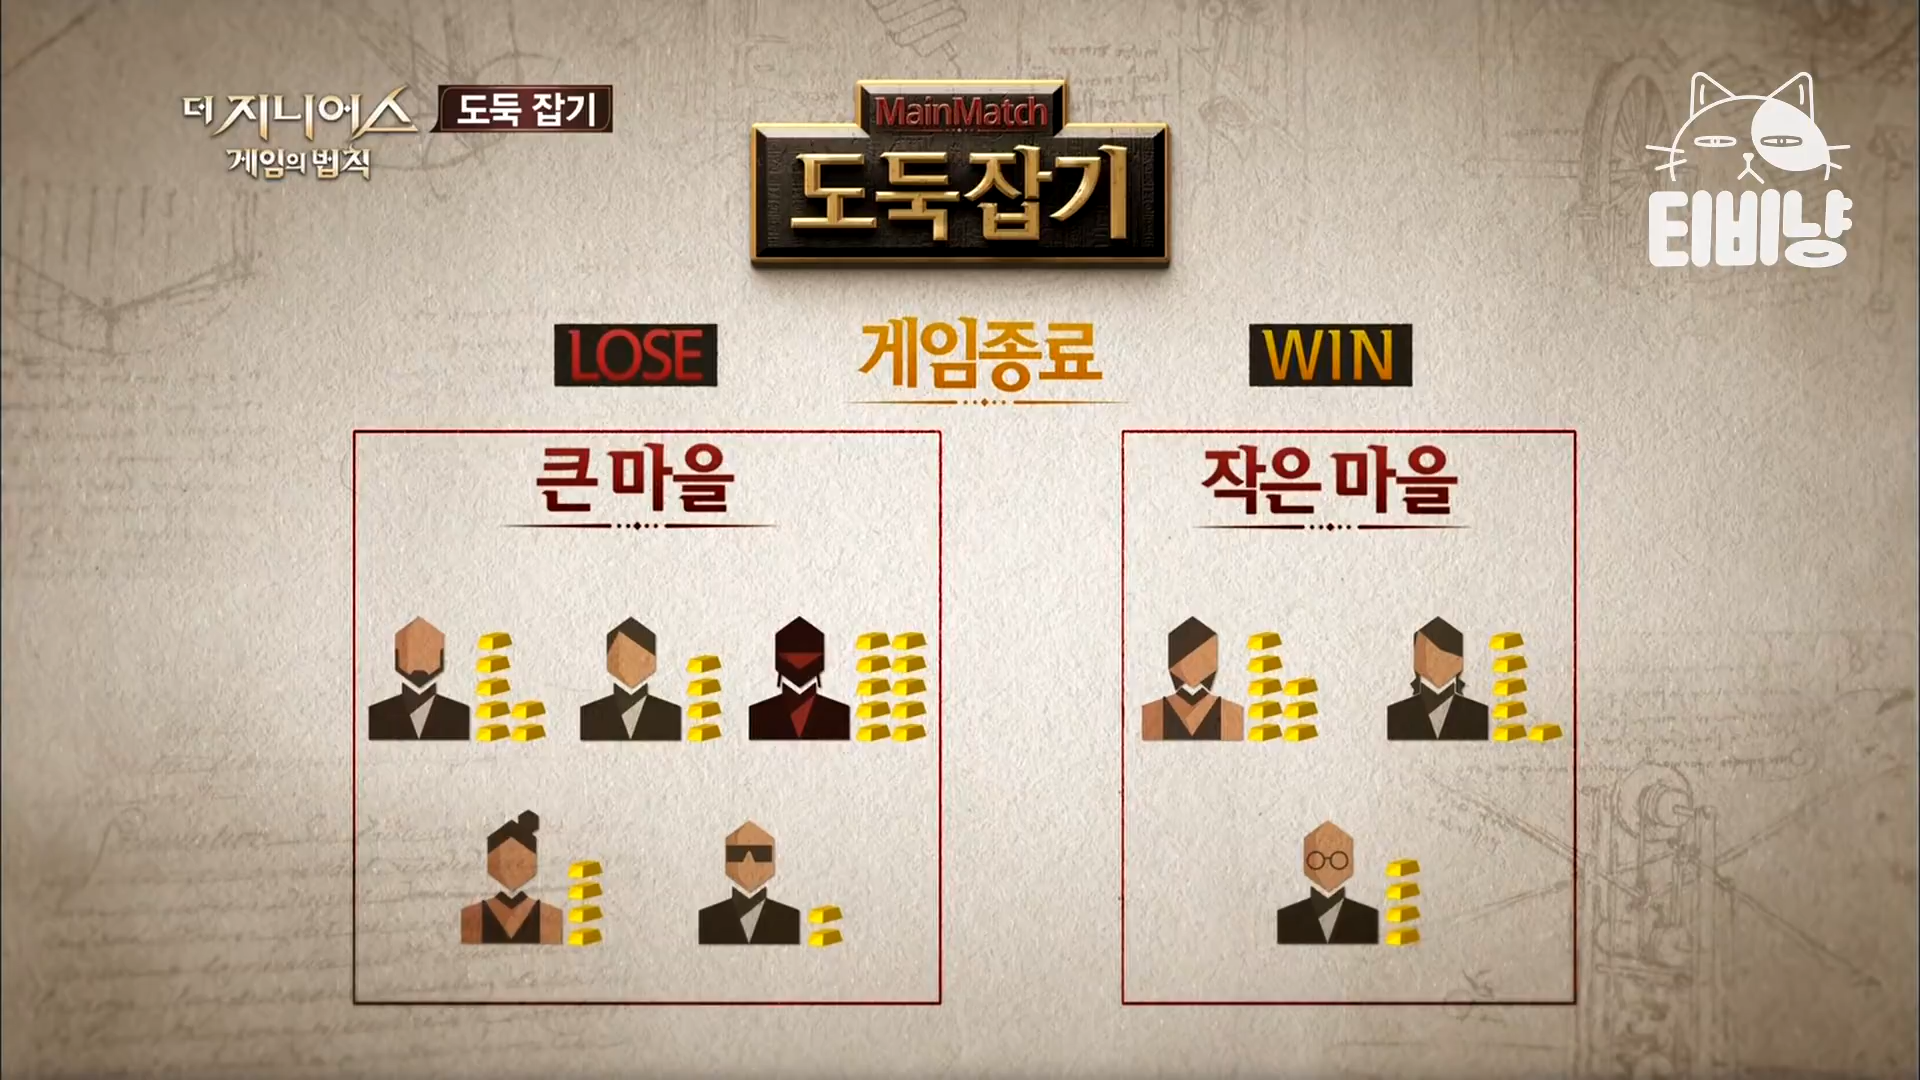 더 지니어스
게임의 법칙
도둑 잡기
MainMatch
도둑잡기
티비냥
LOSE
게임종료
WIN
큰 마을
작은 마을